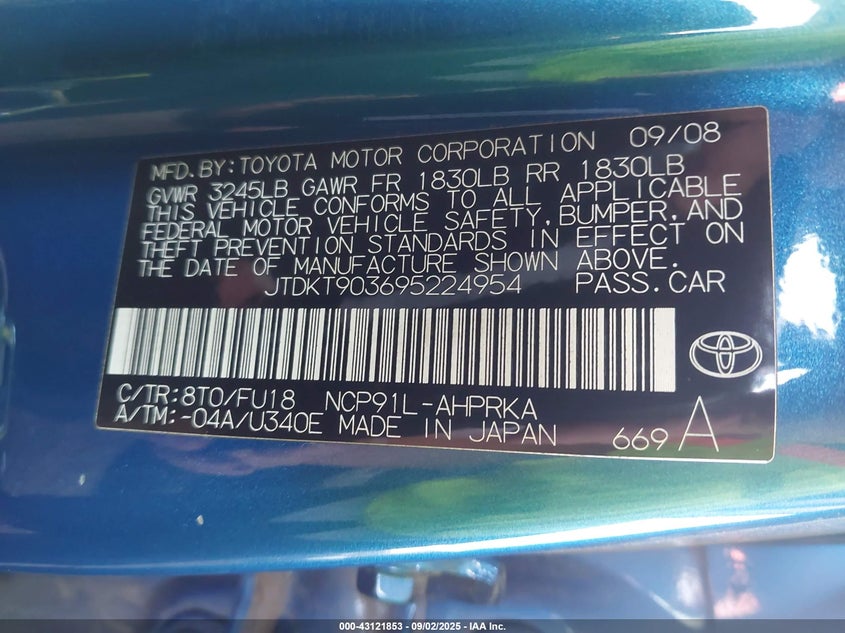 MFD.BY:TOYOTA MOTOR CORPORATION 09/08
GVWR 3245LB GAWR FR 1830LB RR 1830LB
THIS VEHICLE CONFORMS TO ALL APPLICABLE
FEDERAL MOTOR VEHICLE SAFETY,BUMPER,AND
THEFT PREVENTION STANDARDS IN EFFECT ON
THE DATE OF MANUFACTURE SHOWN ABOVE.
JTDKT903695224954 PASS.CAR
C/TR:8T0/FU18 NCP91L-AHPRKA
A/TM:-04A/U340E MADE IN JAPAN
669 A
000-43121853 - 09/02/2025 - IAA Inc.